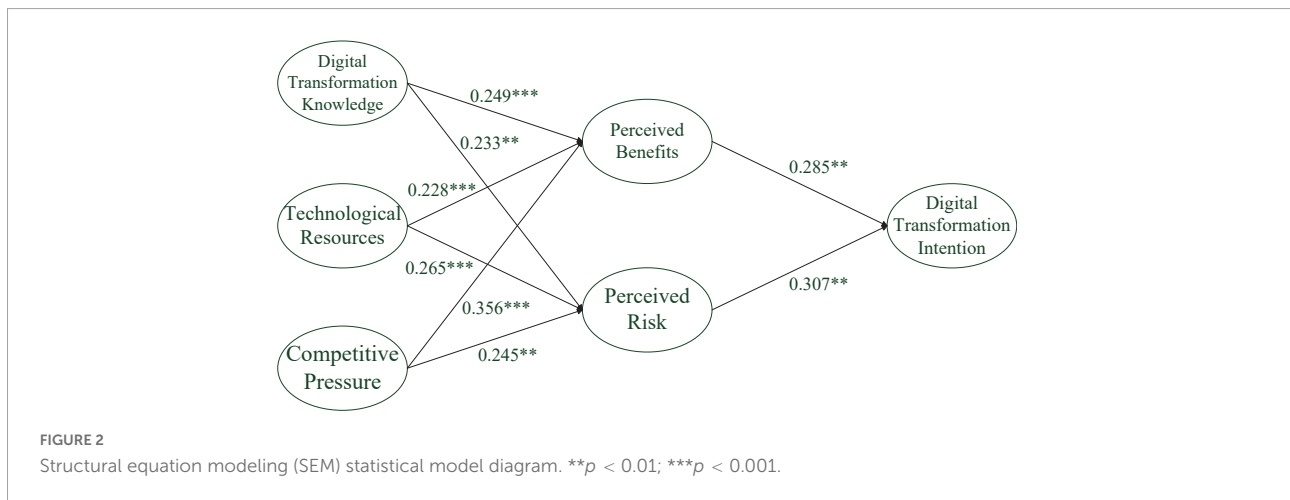 Digital
Transformation
Knowledge
0.249***
0.233**
Perceived
Benefits
0.285**
0.228***
Technological
Resources
Digital
Transformation
Intention
0.265***
0.307**
0.356***
Perceived
Risk
0.245**
Competitive
Pressure
FIGURE 2
Structural equation modeling (SEM) statistical model diagram. **p < 0.01; ***p < 0.001.